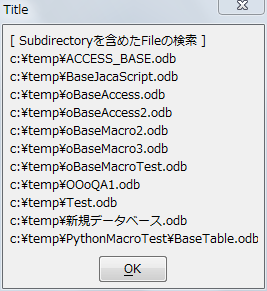 Title
[ Subdirectoryを含めたFileの検索 ]
c:¥temp¥ACCESS_BASE.odb
c:¥temp¥BaseJacaScript.odb
c:¥temp¥oBaseAccess.odb
c:¥temp¥oBaseAccess2.odb
c:¥temp¥oBaseMacro2.odb
c:¥temp¥oBaseMacro3.odb
c:¥temp¥oBaseMacroTest.odb
c:¥temp¥OOoQA1.odb
c:¥temp¥Test.odb
c:¥temp¥新規データベース.odb
c:¥temp¥PythonMacroTest¥BaseTable.odb
OK